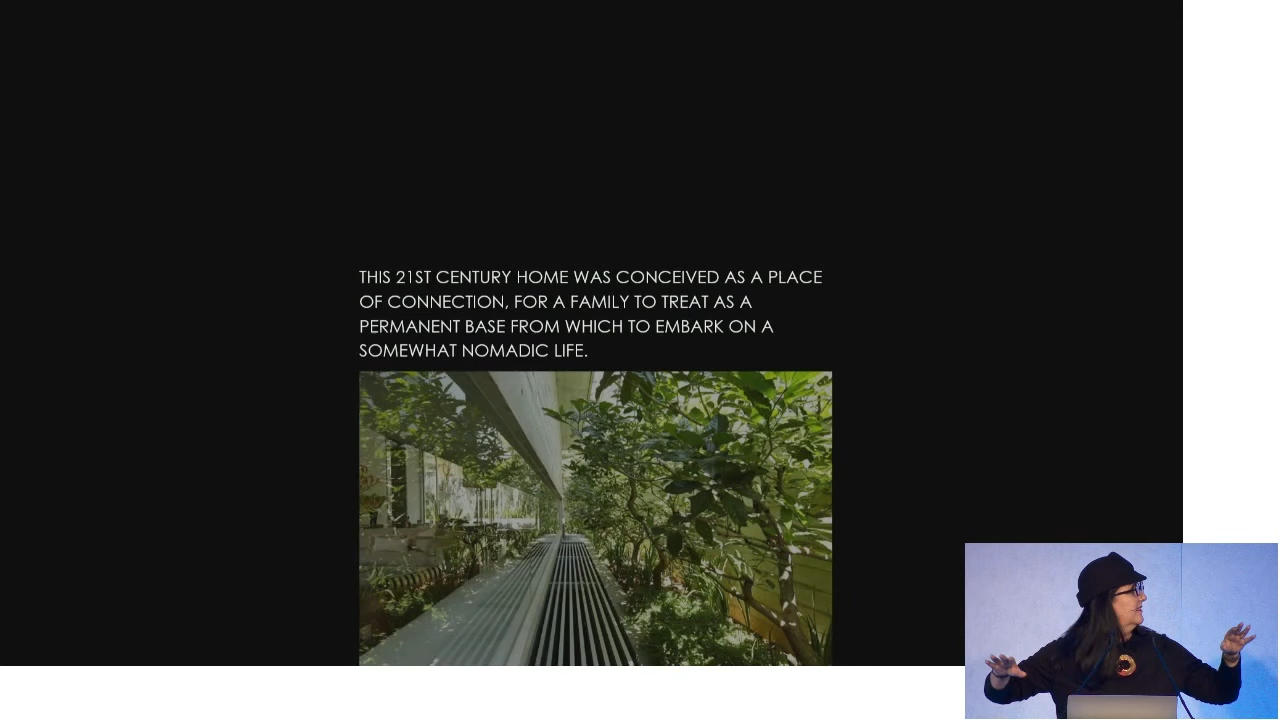 THIS 21ST CENTURY HOME WAS CONCEIVED AS A PLACE
OF CONNECTION, FOR A FAMILY TO TREAT AS A
PERMANENT BASE FROM WHICH TO EMBARK ON A
SOMEWHAT NOMADIC LIFE.